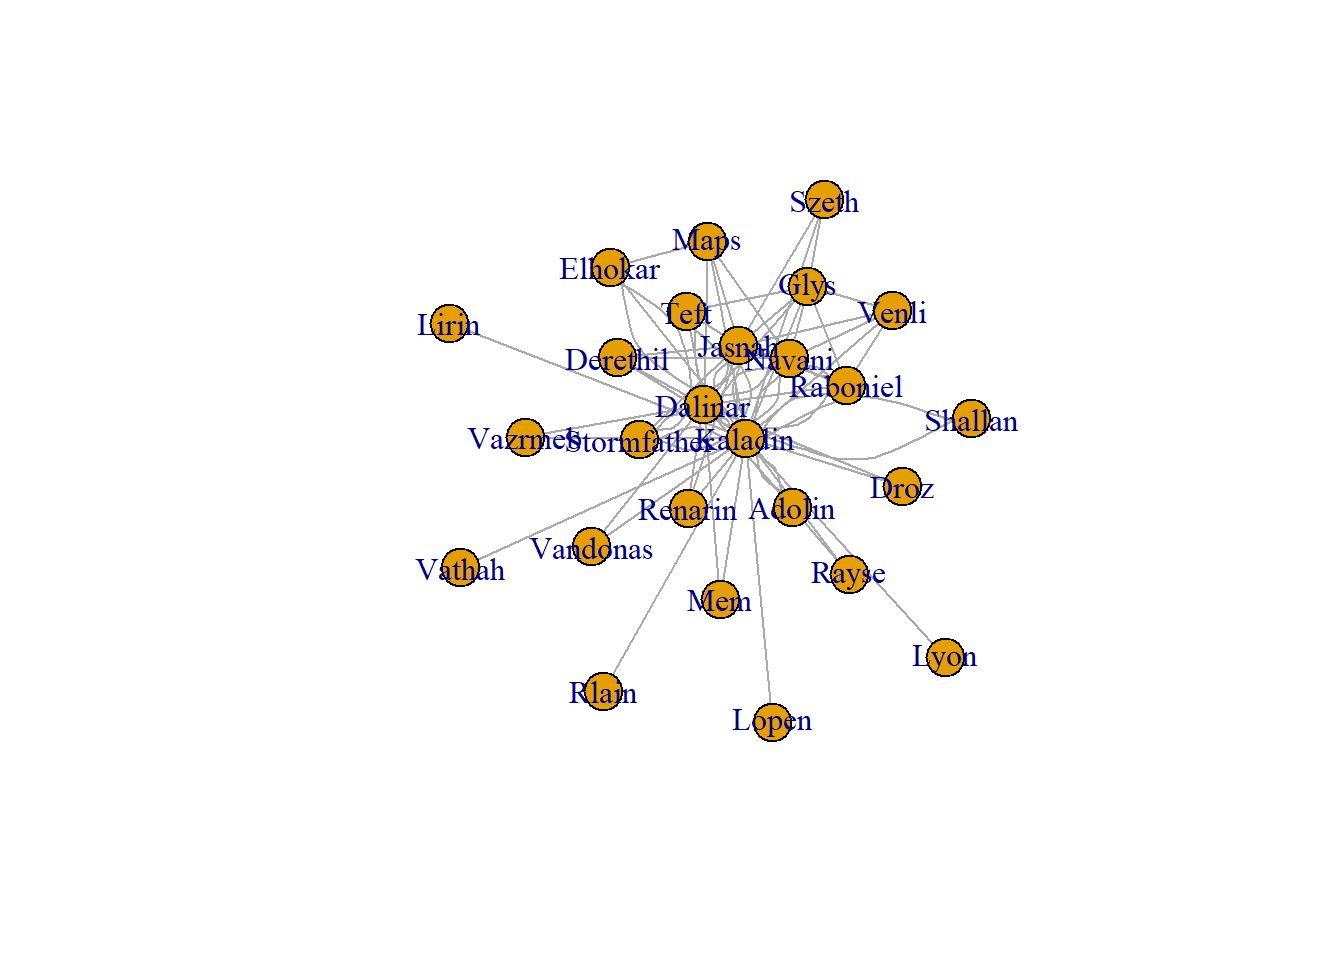 Szeth
Maps
Elhokar
Glys
Teft
Venli
Lirin
Jasnah
Navani
Derethil
Raboniel
Dalinar
Shallan
Vazrmeb
Stormfather
Kaladin
Droz
Renarin
Adolin
Vandonas
Vathah
Rayse
Mem
Lyon
Rlain
Lopen